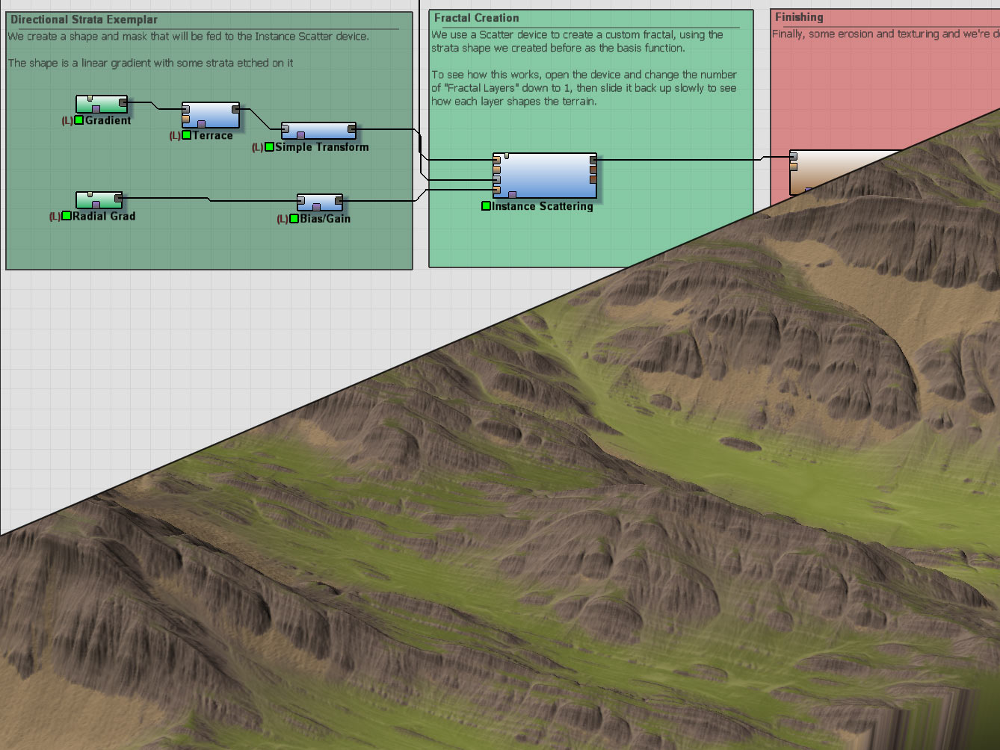 Directional Strata Exemplar
We create a shape and mask that will be fed to the Instance Scatter device.
The shape is a linear gradient with some strata etched on it
(L) Gradient
(L) Terrace
(L) Simple Transform
(L) Radial Grad
(L) Bias/Gain
Fractal Creation
We use a Scatter device to create a custom fractal, using the
strata shape we created before as the basis function.
To see how this works, open the device and change the number
of "Fractal Layers" down to 1, then slide it back up slowly to see
how each layer shapes the terrain.
Instance Scattering
Finishing
Finally, some erosion and texturing and we're